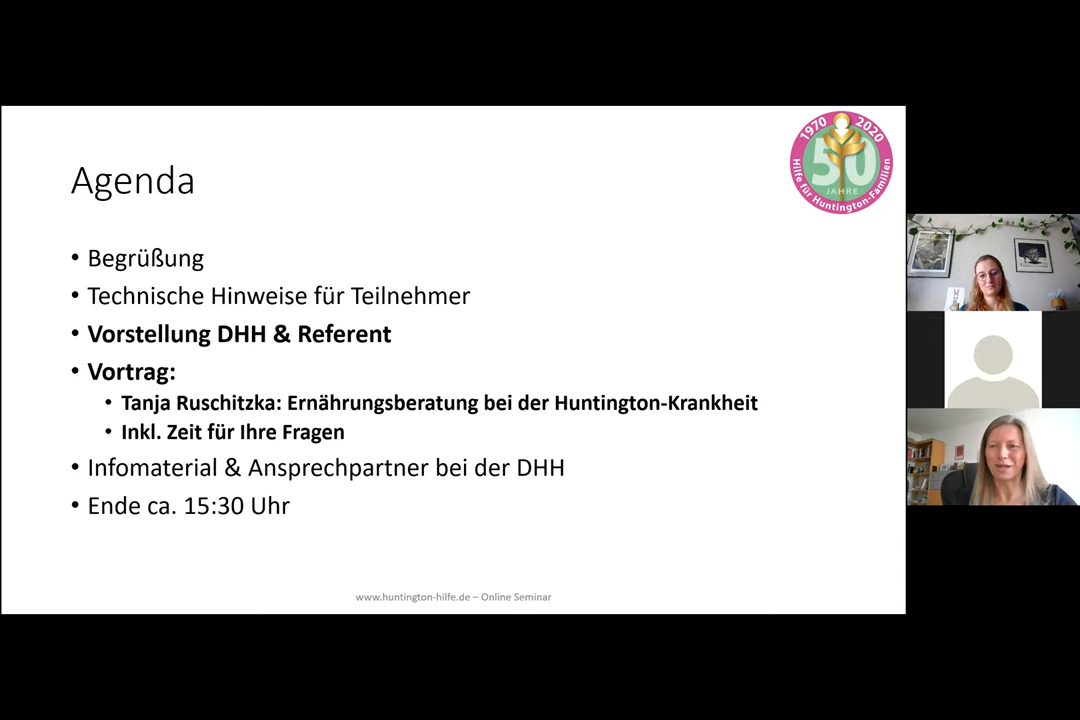 1970 2020
50
JAHRE
Hilfe für Huntington-Familien
Agenda
• Begrüßung
• Technische Hinweise für Teilnehmer
• Vorstellung DHH & Referent
• Vortrag:
• Tanja Ruschitzka: Ernährungsberatung bei der Huntington-Krankheit
• Inkl. Zeit für Ihre Fragen
• Infomaterial & Ansprechpartner bei der DHH
• Ende ca. 15:30 Uhr
www.huntington-hilfe.de – Online Seminar